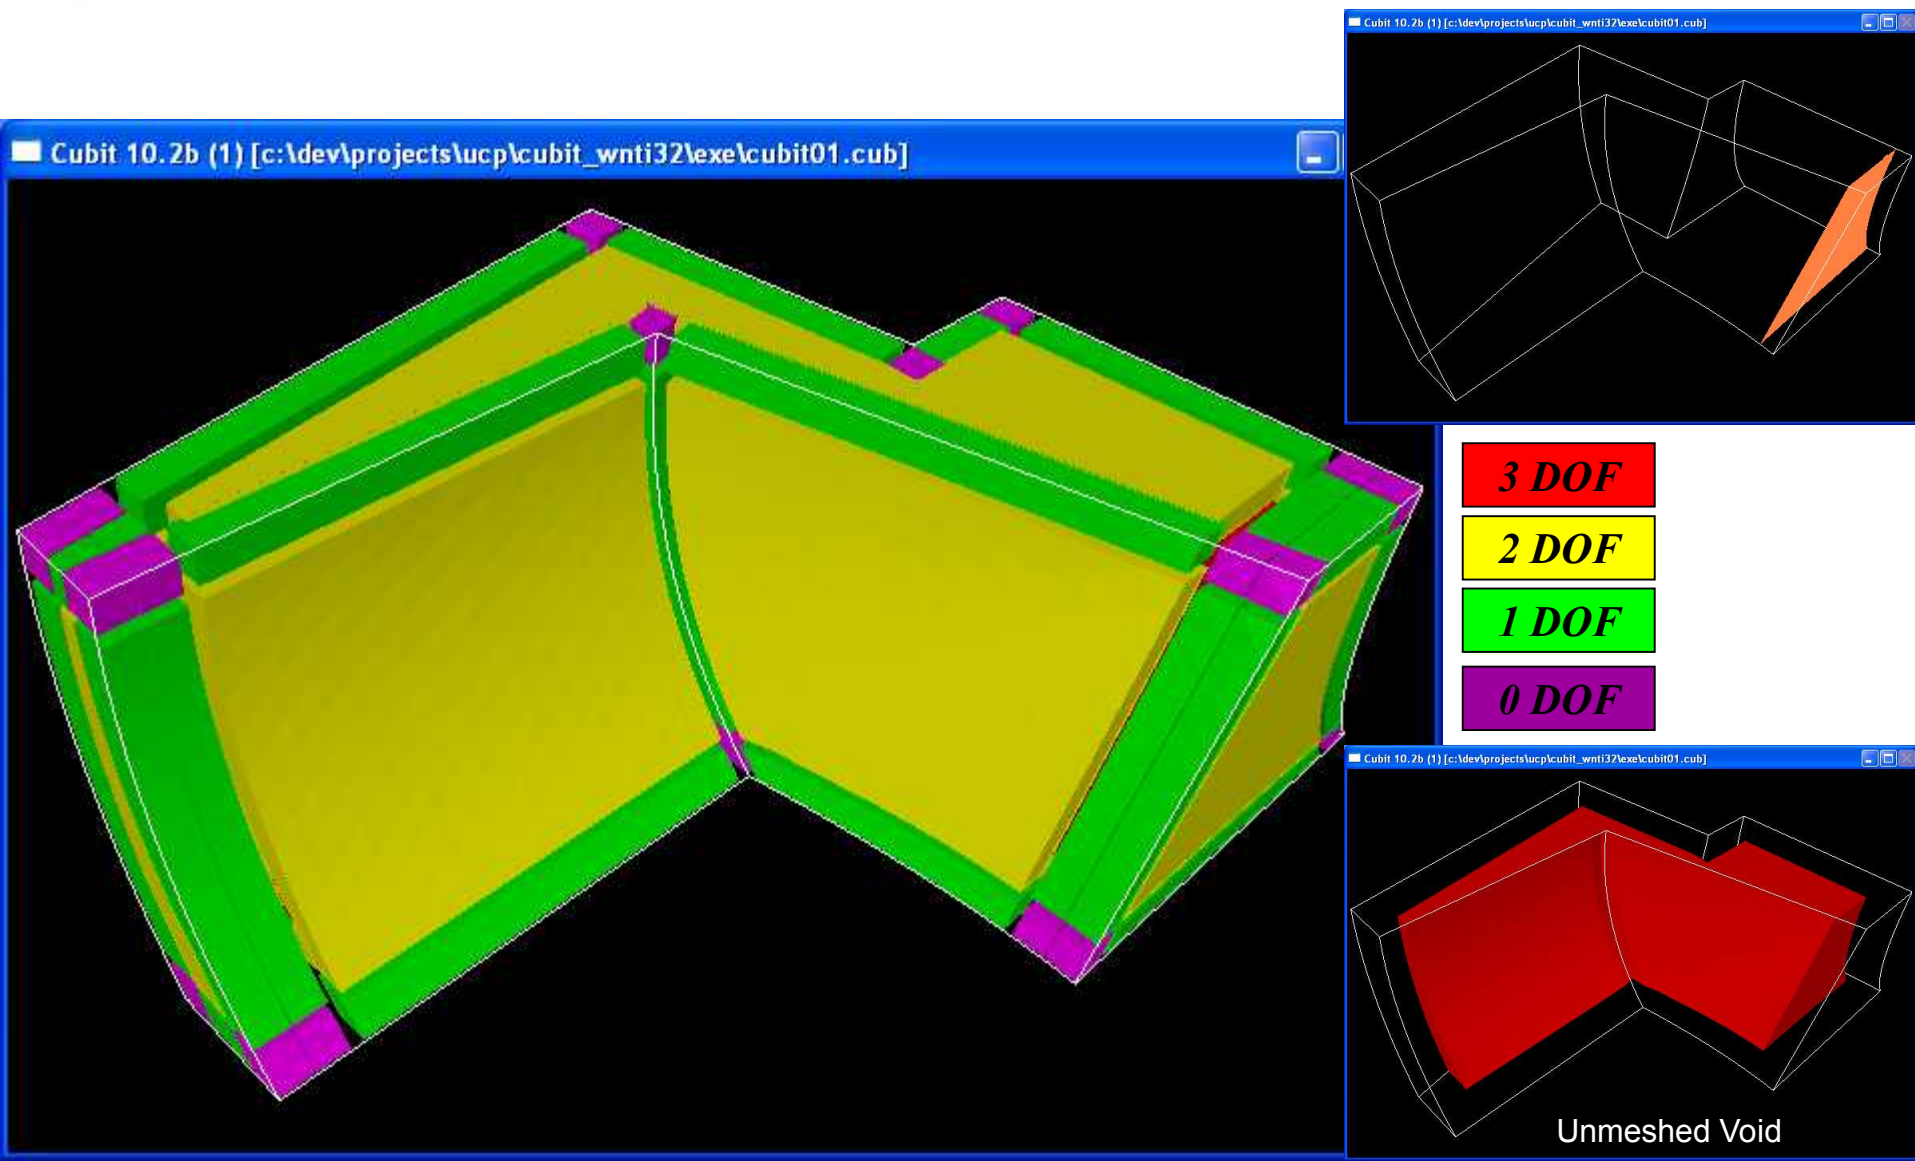 Cubit 10.2b (1) [c:\dev\projects\ucp\cubit_wnti32\exe\cubit01.cub]
Cubit 10.2b (1) [c:\dev\projects\ucp\cubit_wnti32\exe\cubit01.cub]
3 DOF
2 DOF
1 DOF
0 DOF
Cubit 10.2b (1) [c:\dev\projects\ucp\cubit_wnti32\exe\cubit01.cub]
Unmeshed Void